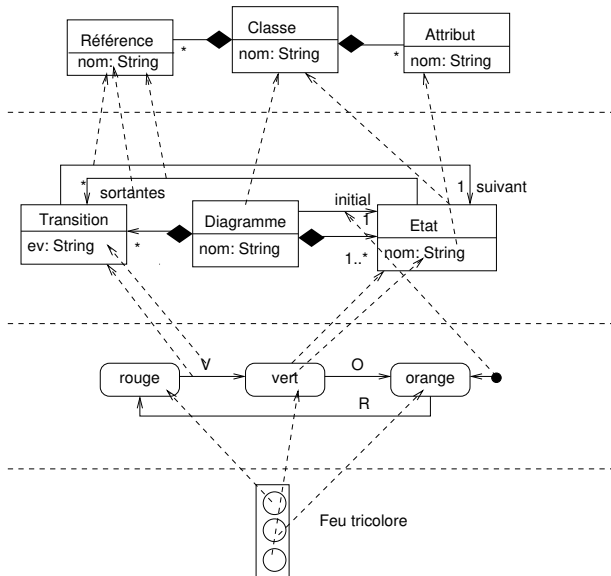 Référence
nom: String
*
Classe
nom: String
*
Attribut
nom: String
*
sortantes
1
suivant
initial
1
Transition
ev: String
*
Diagramme
nom: String
1..*
Etat
nom: String
rouge
V
vert
O
orange
R
Feu tricolore